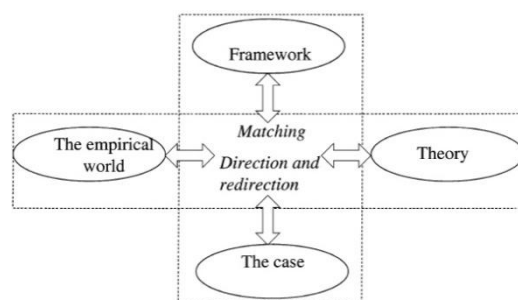 Framework
Matching
The empirical
world
Direction and
redirection
Theory
The case